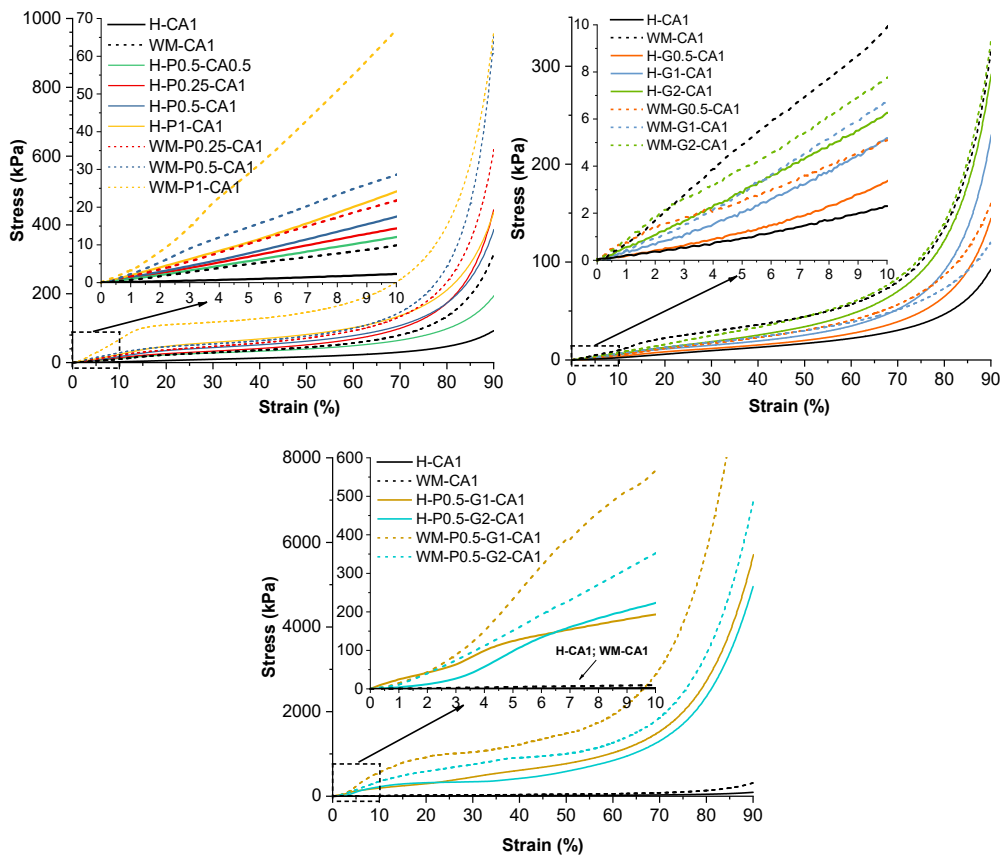 1000
800
600
400
200
0
Stress (kPa)
70
60
50
40
30
20
10
0
0 1 2 3 4 5 6 7 8 9 10
H-CA1
WM-CA1
H-P0.5-CA0.5
H-P0.25-CA1
H-P0.5-CA1
H-P1-CA1
WM-P0.25-CA1
WM-P0.5-CA1
WM-P1-CA1
0 10 20 30 40 50 60 70 80 90
Strain (%)
300
200
100
0
Stress (kPa)
10
8
6
4
2
0
0 1 2 3 4 5 6 7 8 9 10
H-CA1
WM-CA1
H-G0.5-CA1
H-G1-CA1
H-G2-CA1
WM-G0.5-CA1
WM-G1-CA1
WM-G2-CA1
0 10 20 30 40 50 60 70 80 90
Strain (%)
8000
6000
4000
2000
0
Stress (kPa)
600
550
500
450
400
350
300
250
200
150
100
50
0
0 1 2 3 4 5 6 7 8 9 10
H-CA1
WM-CA1
H-P0.5-G1-CA1
H-P0.5-G2-CA1
WM-P0.5-G1-CA1
WM-P0.5-G2-CA1
H-CA1; WM-CA1
0 10 20 30 40 50 60 70 80 90
Strain (%)